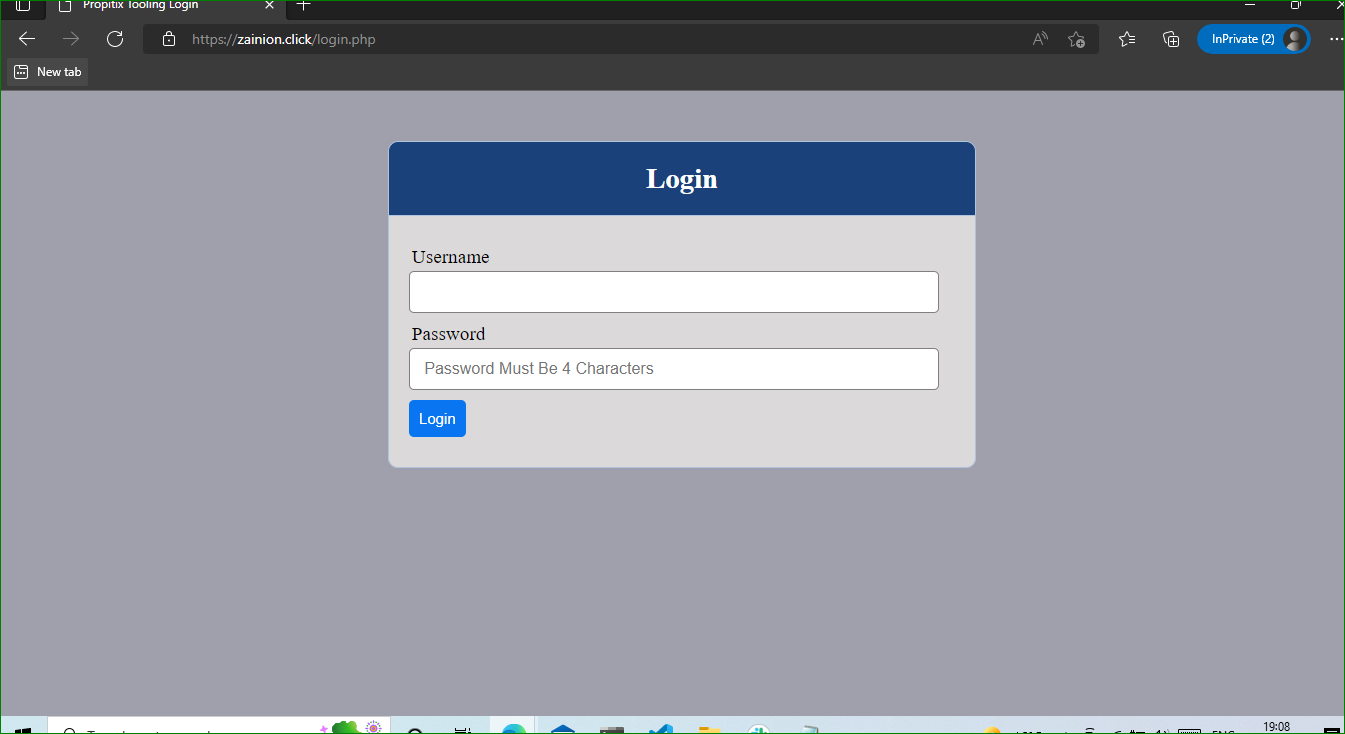 Propitix Tooling Login
https://zainion.click/login.php
InPrivate (2)
New tab
Login
Username
Password
Password Must Be 4 Characters
Login
19:08